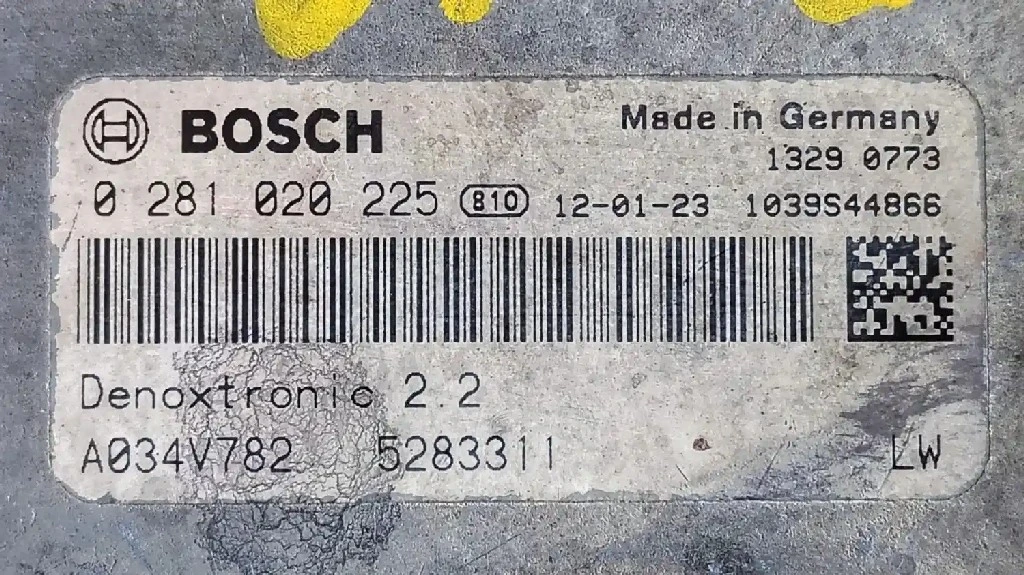 BOSCH Made in Germany
1329 0773
0 281 020 225 810 12-01-23 1039S44866
Denoxtronic 2.2
A034V782 5283311 LW